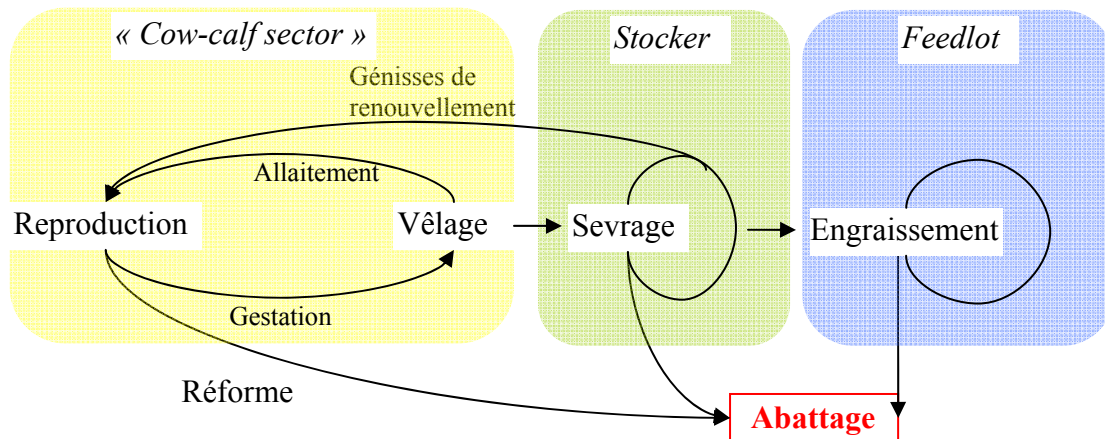 « Cow-calf sector »
Stocker
Feedlot
Génisses de
renouvellement
Allaitement
Reproduction
Vêlage
Sevrage
Engraissement
Gestation
Réforme
Abattage